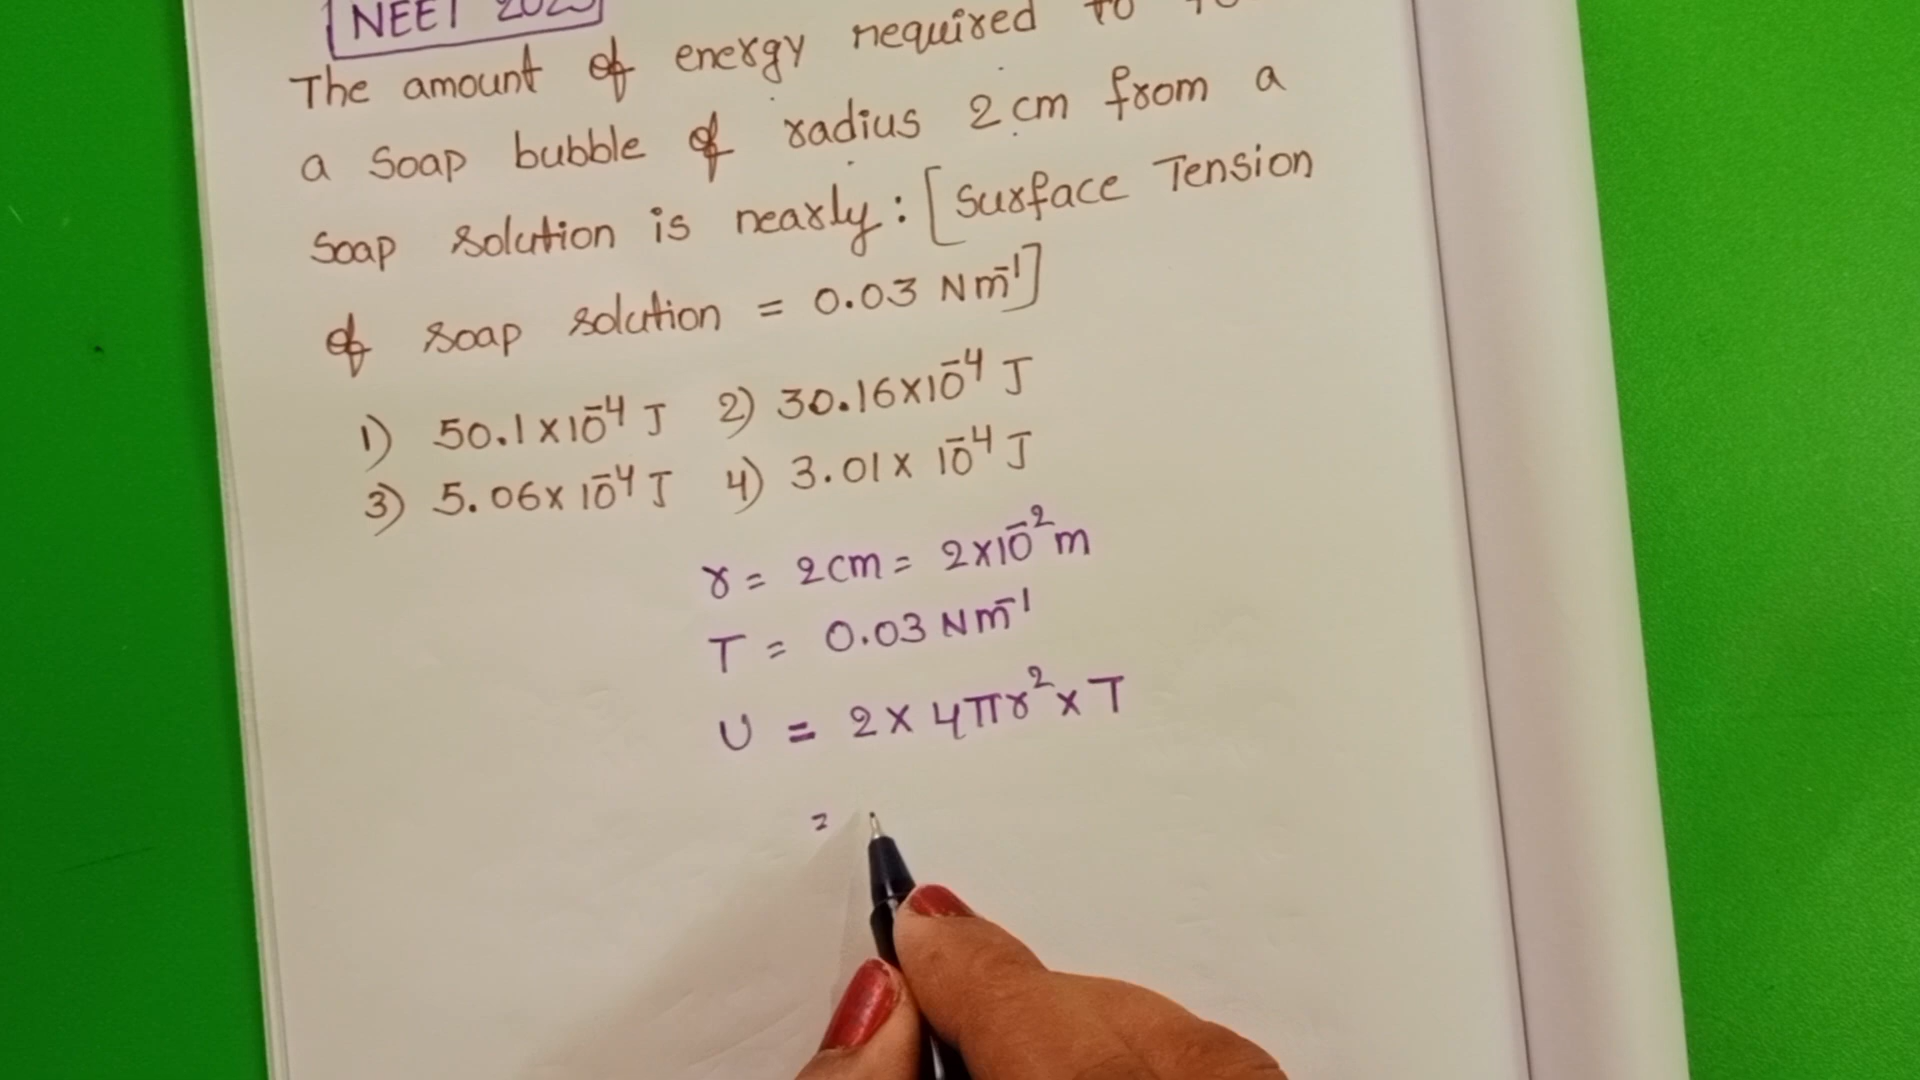 NEET 2023
The amount of energy required to
a Soap bubble of radius 2 cm from a
Soap solution is nearly: [Surface Tension
of soap solution = 0.03 Nm⁻¹]
1) 50.1×10⁻⁴ J 2) 30.16×10⁻⁴ J
3) 5.06×10⁻⁴ J 4) 3.01×10⁻⁴ J
r = 2cm = 2×10⁻² m
T = 0.03 Nm⁻¹
U = 2×4πr²×T
=